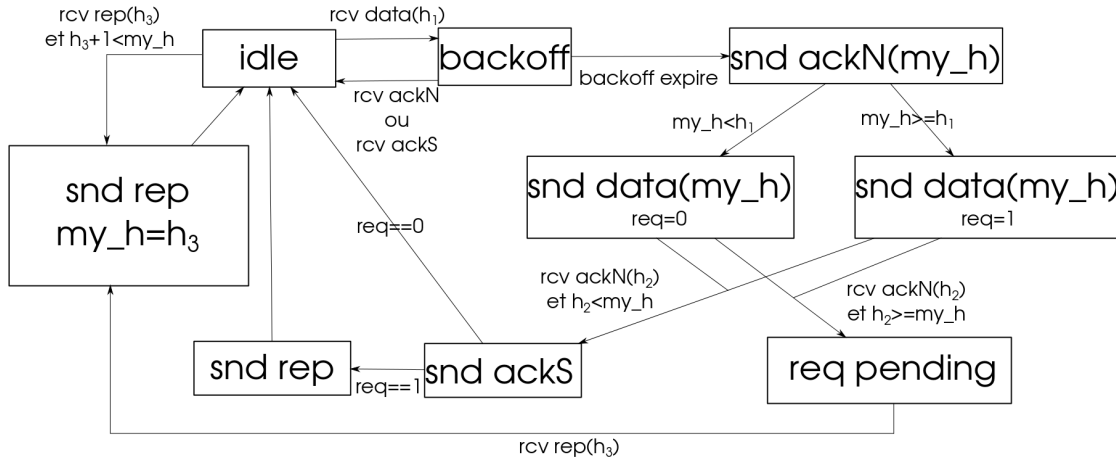 rcv rep(h₃)
et h₃+1<my_h
idle
rcv data(h₁)
backoff
rcv ackN
ou
rcv ackS
backoff expire
snd ackN(my_h)
my_h<h₁
my_h>=h₁
snd rep
my_h=h₃
snd data(my_h)
req=0
snd data(my_h)
req=1
req==0
rcv ackN(h₂)
et h₂<my_h
rcv ackN(h₂)
et h₂>=my_h
snd rep
req==1
snd ackS
req pending
rcv rep(h₃)